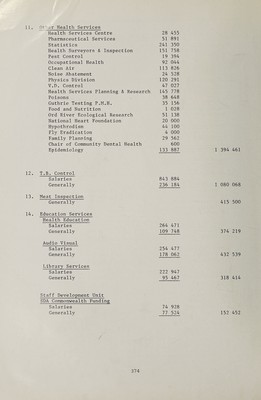 11. Other Health Services
Health Services Centre 28 455
Pharmaceutical Services 51 891
Statistics 241 350
Health Surveyors & Inspection 151 758
Pest Control 19 394
Occupational Health 92 044
Clean Air 113 826
Noise Abatement 24 528
Physics Division 120 291
V.D. Control 47 027
Health Services Planning & Research 145 778
Poisons 38 648
Guthrie Testing P.M.H. 35 156
Food and Nutrition 1 028
Ord River Ecological Research 51 138
National Heart Foundation 20 000
Hypothroidism 44 100
Fly Eradication 4 000
Family Planning 29 562
Chair of Community Mental Health 600
Epidemiology 133 887 1 394 461
12. T.B. Control
Salaries 843 884
Generally 236 184 1 080 068
13. Meat Inspection
Generally 415 500
14. Education Services
Health Education
Salaries 264 471
Generally 109 748 374 219
Audio Visual
Salaries 254 477
Generally 178 062 432 539
Library Services
Salaries 222 947
Generally 95 467 318 414
Staff Development Unit
SDA Commonwealth Funding
Salaries 74 928
Generally 77 524 152 452
374